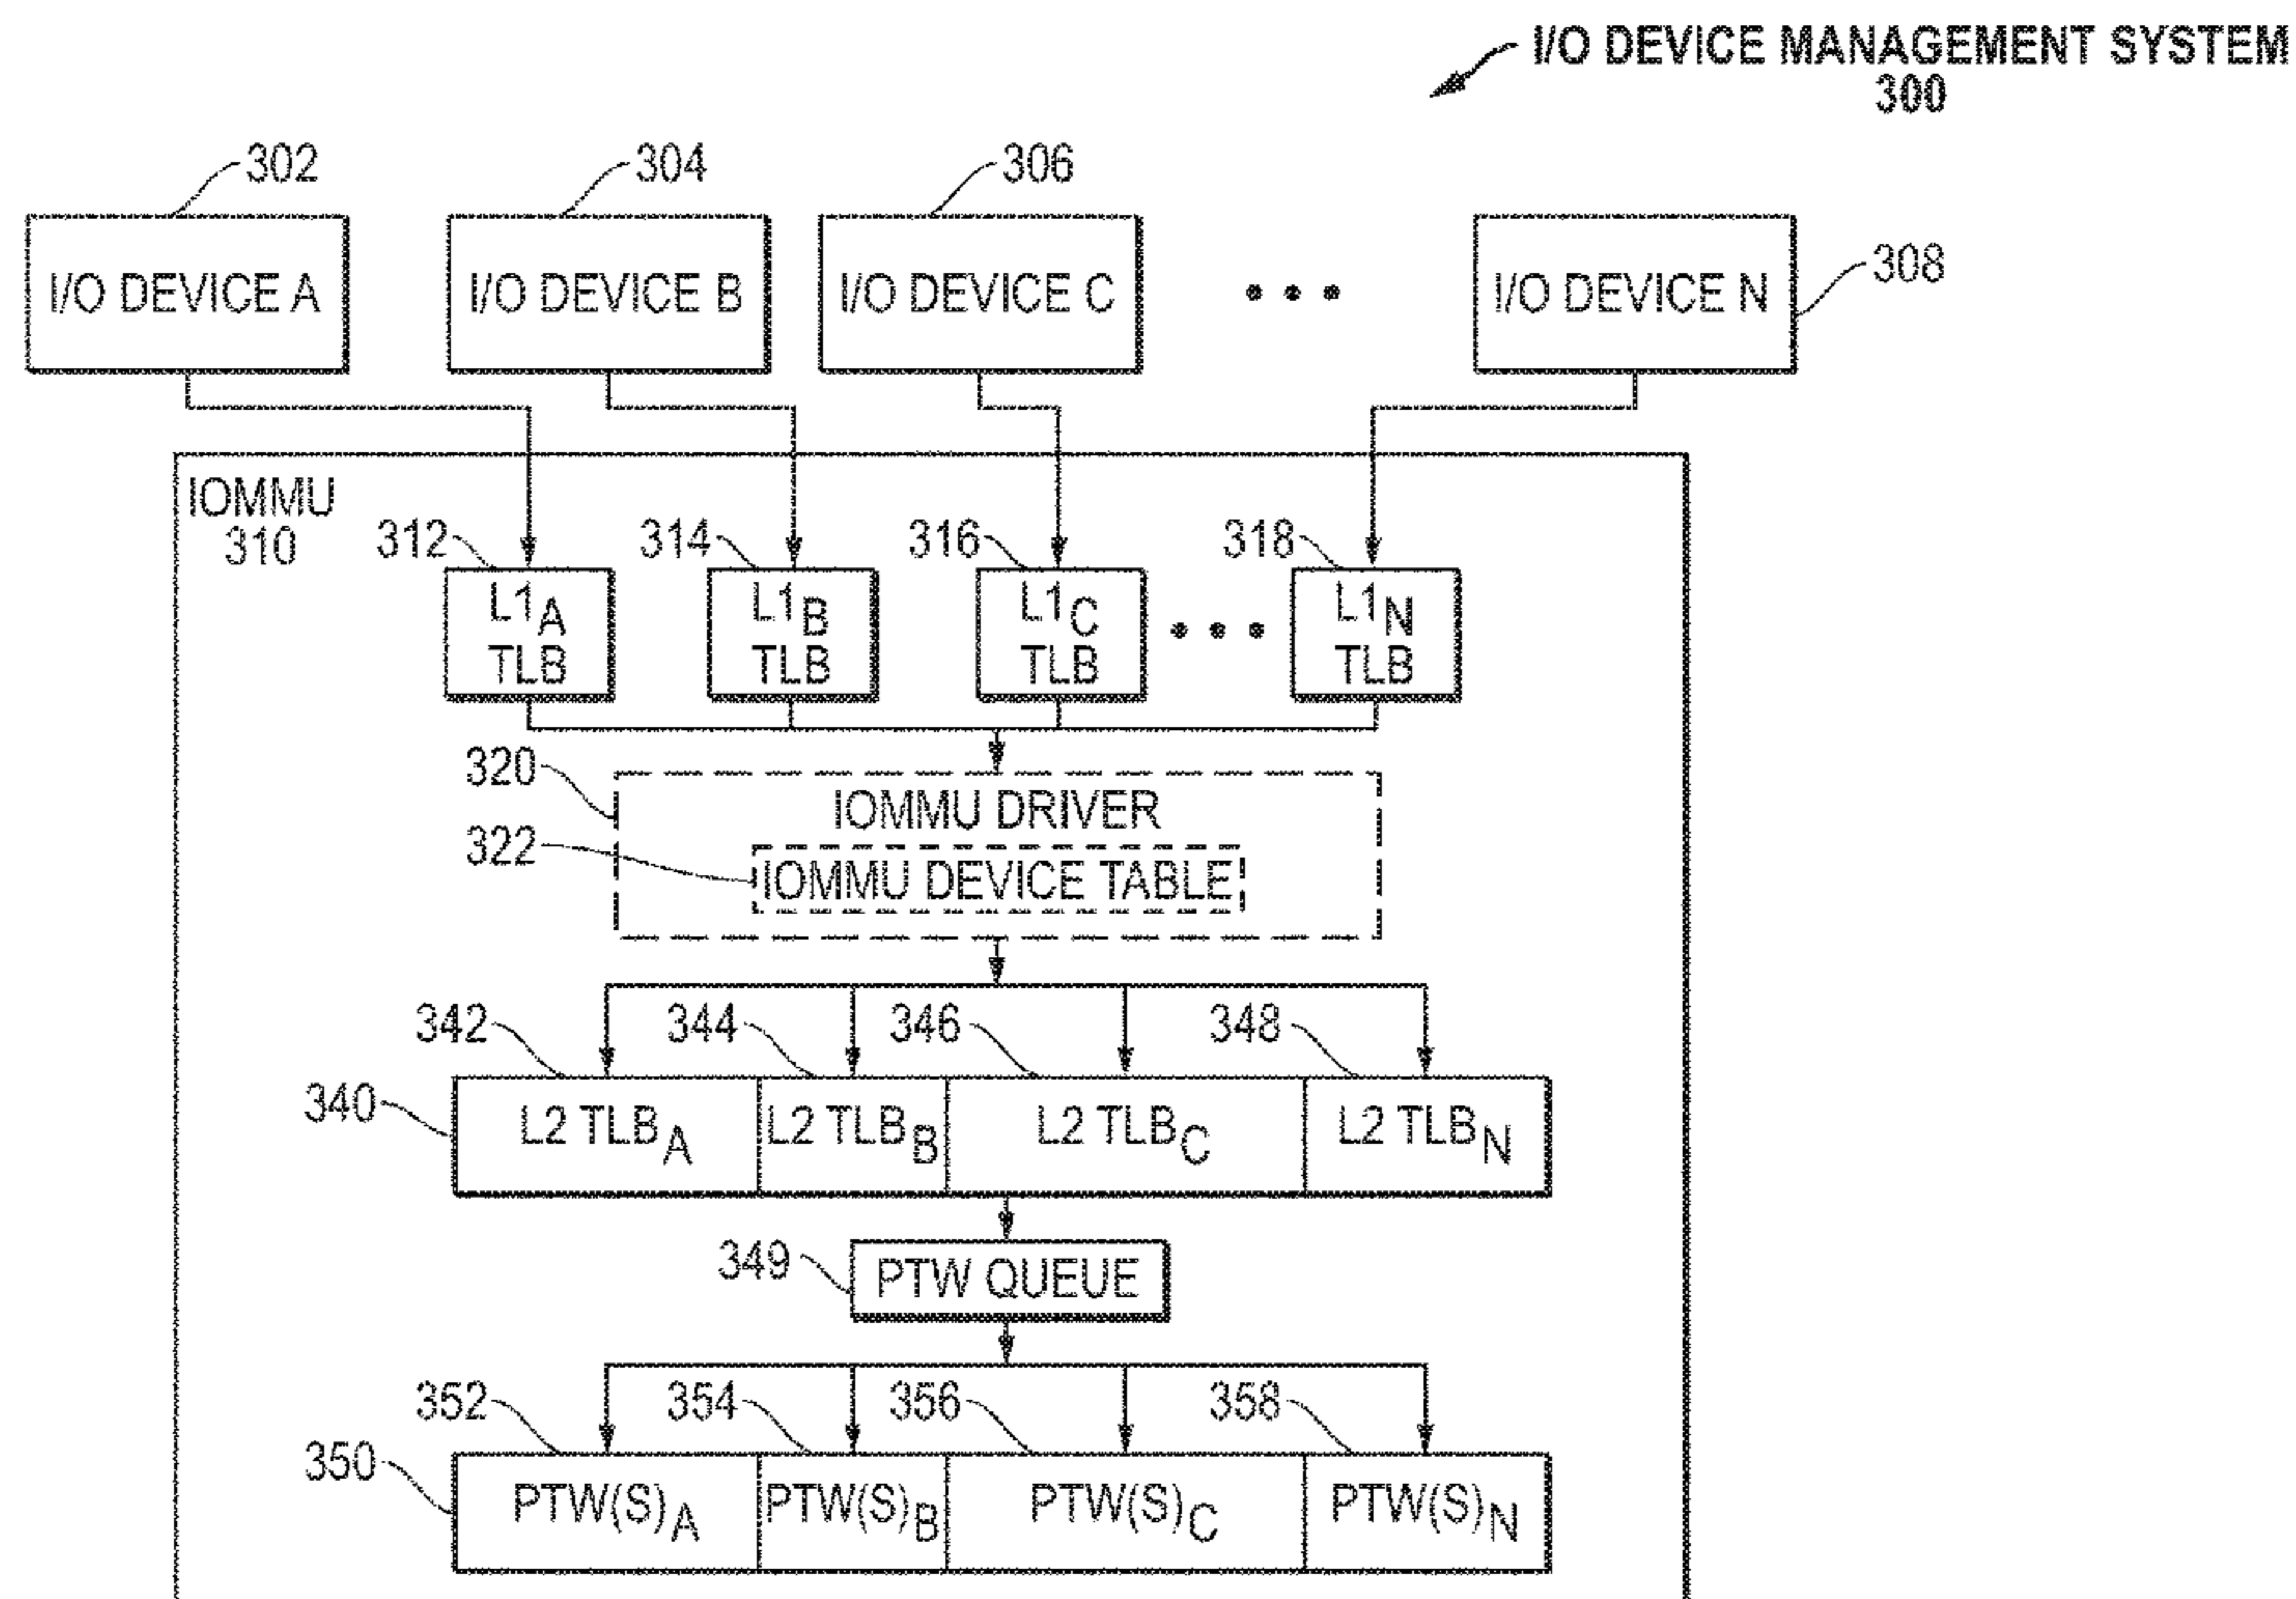 I/O DEVICE MANAGEMENT SYSTEM
300
302
304
306
308
I/O DEVICE A
I/O DEVICE B
I/O DEVICE C
• • •
I/O DEVICE N
IOMMU
310
312
314
316
318
L1A
TLB
L1B
TLB
L1C
TLB
• • •
L1N
TLB
320
IOMMU DRIVER
322
IOMMU DEVICE TABLE
342
344
346
348
340
L2 TLBA
L2 TLBB
L2 TLBC
L2 TLBN
349
PTW QUEUE
352
354
356
358
350
PTW(S)A
PTW(S)B
PTW(S)C
PTW(S)N